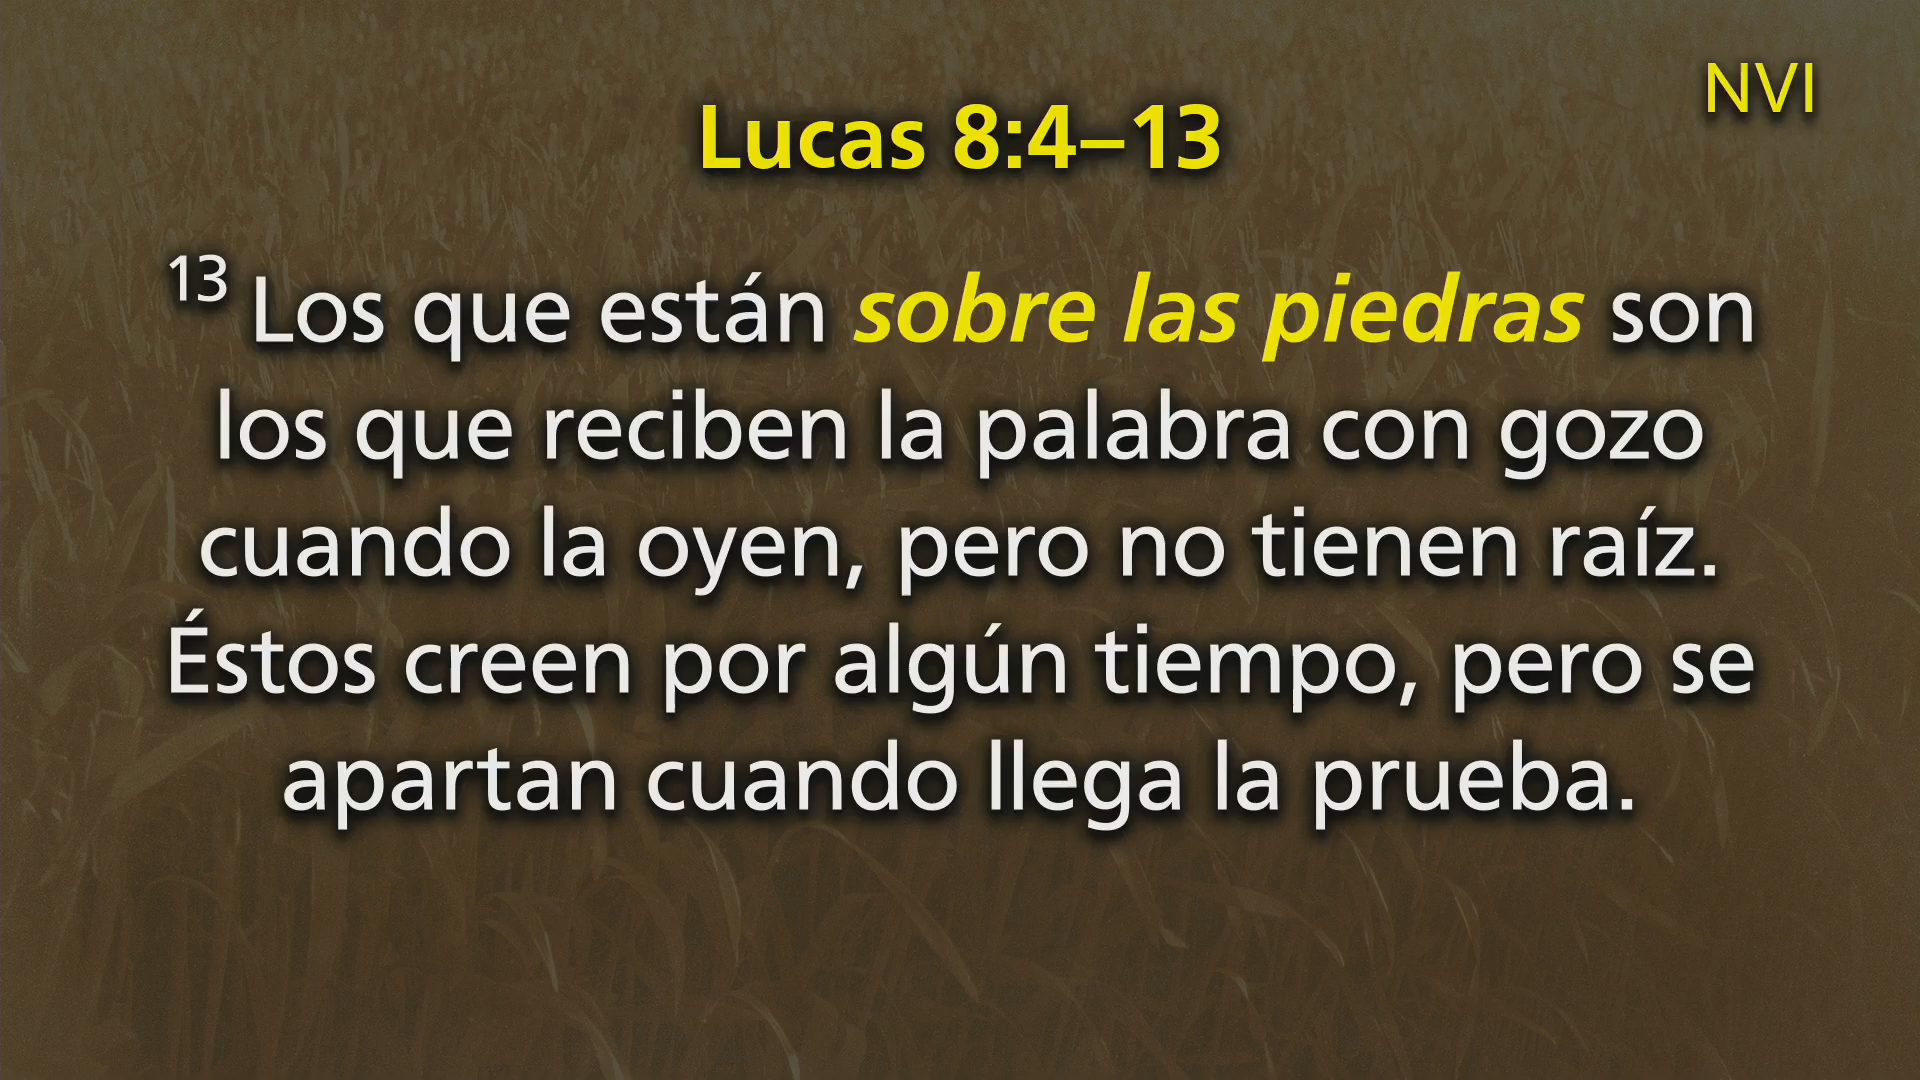 NVI
Lucas 8:4–13
13 Los que están sobre las piedras son
los que reciben la palabra con gozo
cuando la oyen, pero no tienen raíz.
Éstos creen por algún tiempo, pero se
apartan cuando llega la prueba.